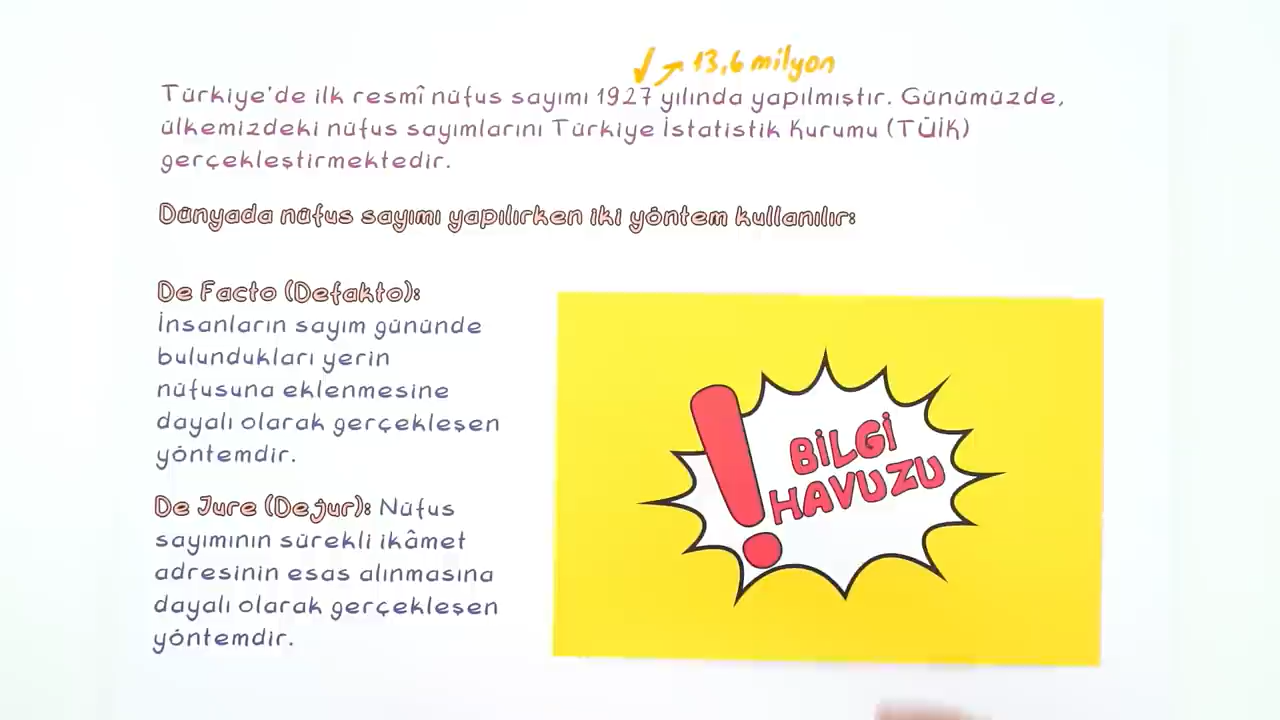 13,6 milyon
Türkiye'de ilk resmî nüfus sayımı 1927 yılında yapılmıştır. Günümüzde,
ülkemizdeki nüfus sayımlarını Türkiye İstatistik Kurumu (TÜİK)
gerçekleştirmektedir.
Dünyada nüfus sayımı yapılırken iki yöntem kullanılır:
De Facto (Defakto):
İnsanların sayım gününde
bulundukları yerin
nüfusuna eklenmesine
dayalı olarak gerçekleşen
yöntemdir.
De Jure (Dejur): Nüfus
sayımının sürekli ikâmet
adresinin esas alınmasına
dayalı olarak gerçekleşen
yöntemdir.
BİLGİ
HAVUZU